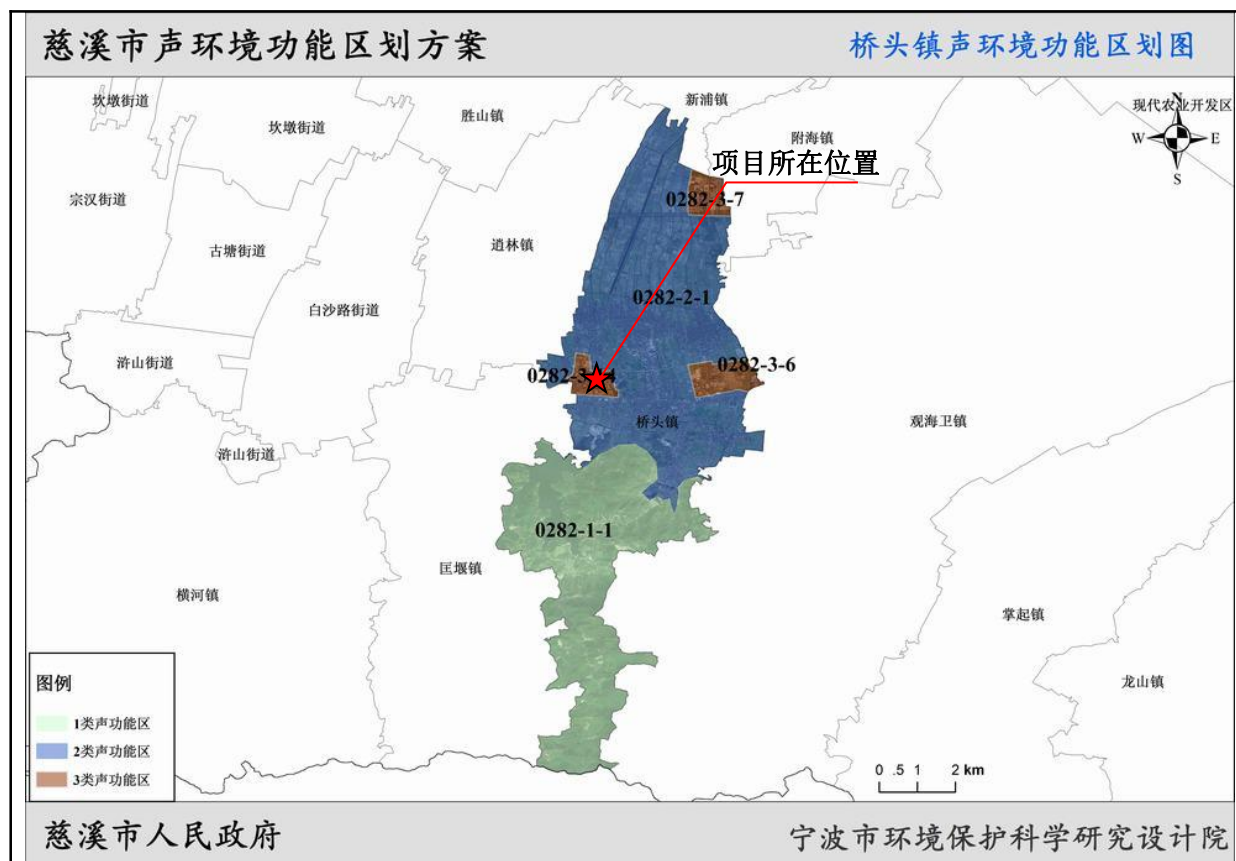 慈溪市声环境功能区划方案
桥头镇声环境功能区划图
坎墩街道
坎墩街道
胜山镇
新浦镇
附海镇
现代农业开发区
N
W
E
S
项目所在位置
宗汉街道
0282-3-7
古塘街道
逍林镇
0282-2-1
白沙路街道
浒山街道
0282-3-6
桥头镇
观海卫镇
浒山街道
0282-1-1
匡堰镇
横河镇
掌起镇
龙山镇
图例
1类声功能区
2类声功能区
3类声功能区
0 .5 1 2 km
慈溪市人民政府
宁波市环境保护科学研究设计院